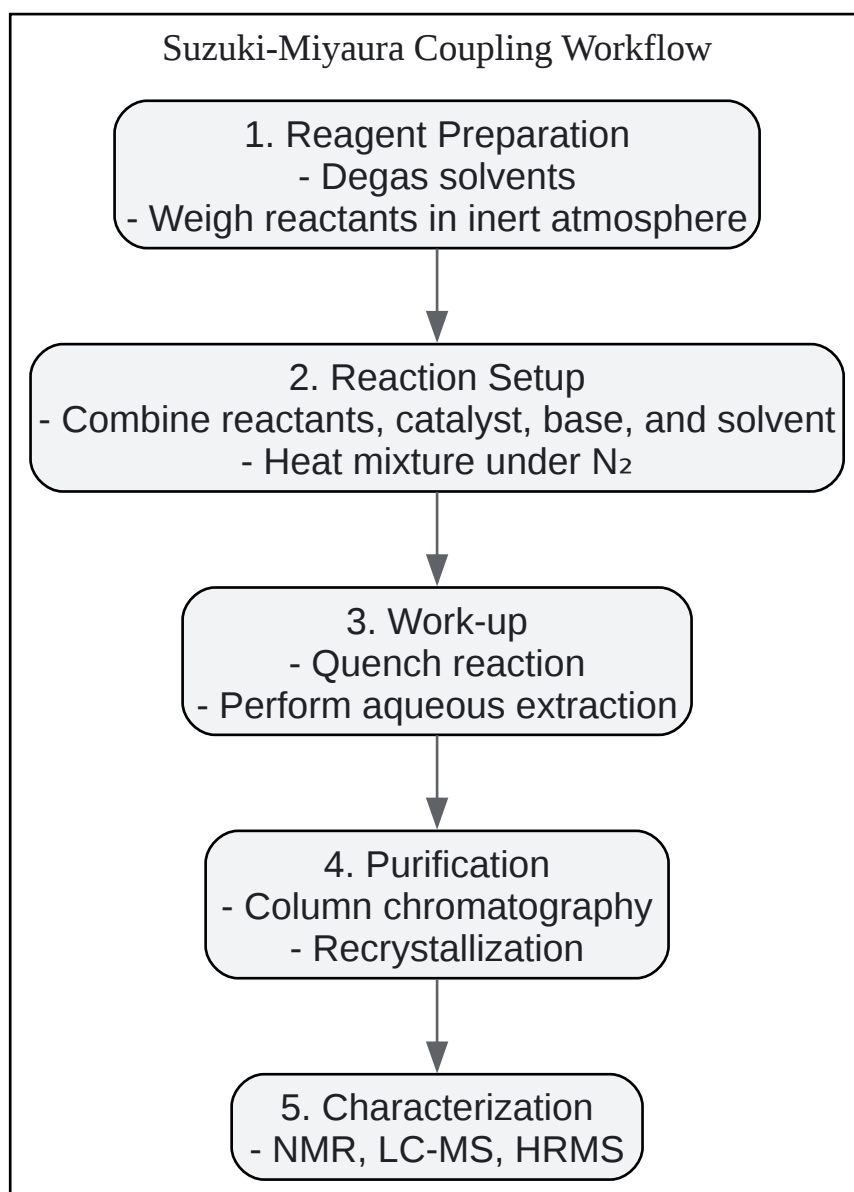 Suzuki-Miyaura Coupling Workflow
1. Reagent Preparation
- Degas solvents
- Weigh reactants in inert atmosphere
2. Reaction Setup
- Combine reactants, catalyst, base, and solvent
- Heat mixture under N₂
3. Work-up
- Quench reaction
- Perform aqueous extraction
4. Purification
- Column chromatography
- Recrystallization
5. Characterization
- NMR, LC-MS, HRMS